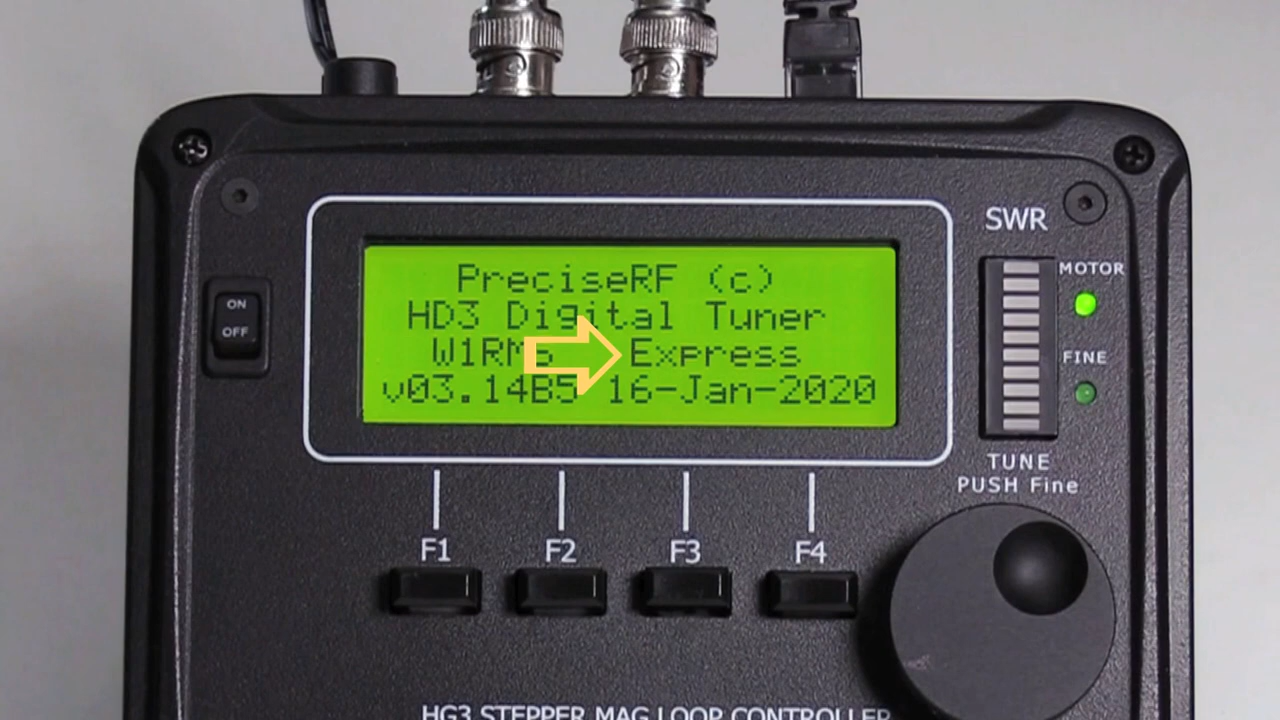 PreciseRF (c)
HD3 Digital Tuner
W1RMS Express
v03.14B5 16-Jan-2020
SWR
MOTOR
FINE
ON
OFF
TUNE
PUSH Fine
F1 F2 F3 F4
HG3 STEPPER MAG LOOP CONTROLLER